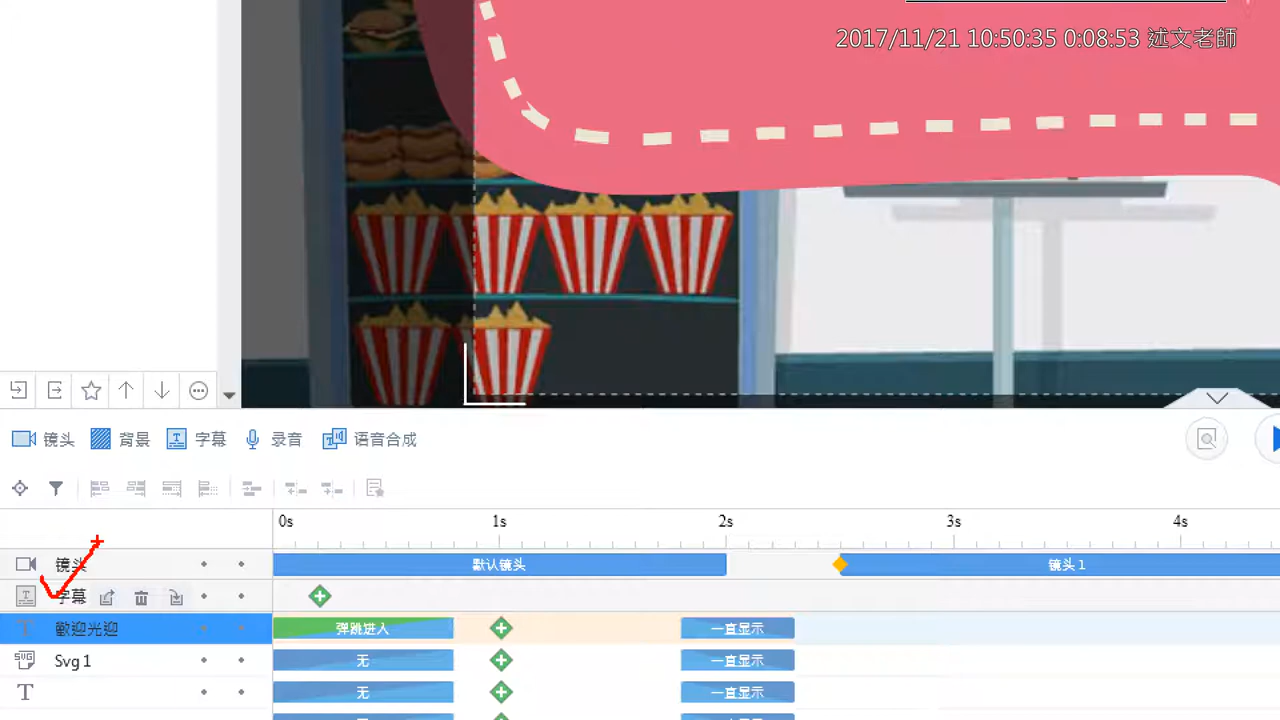 2017/11/21 10:50:35 0:08:53 述文老師
镜头 背景 字幕 录音 语音合成
0s 1s 2s 3s 4s
镜头 默认镜头 镜头 1
字幕
歡迎光迎 弹跳进入 一直显示
SVG Svg1 无 一直显示
T 无 一直显示